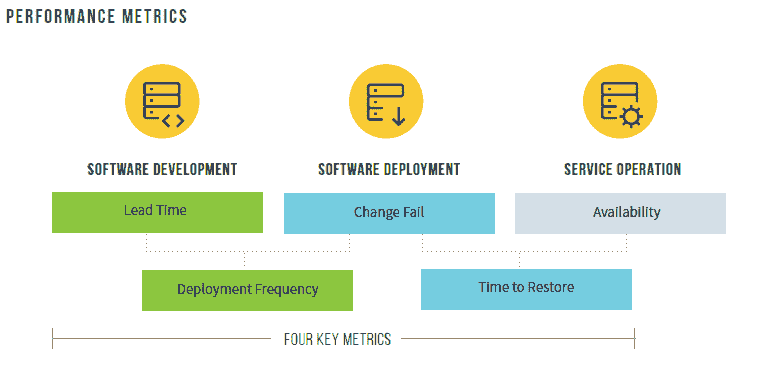 PERFORMANCE METRICS
SOFTWARE DEVELOPMENT
SOFTWARE DEPLOYMENT
SERVICE OPERATION
Lead Time
Change Fail
Availability
Deployment Frequency
Time to Restore
FOUR KEY METRICS